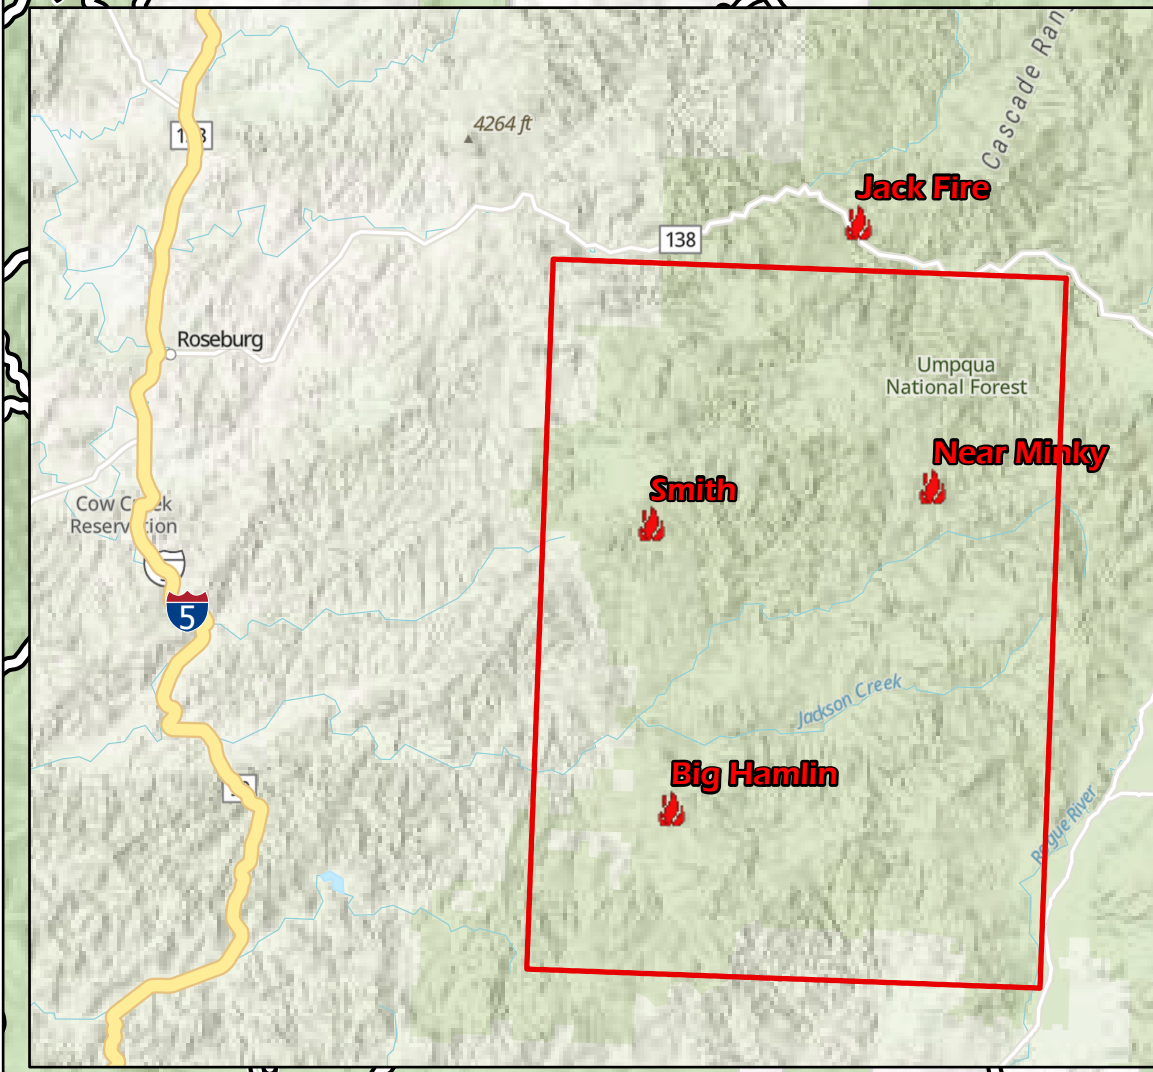 Cascade Ran
4264 ft
Jack Fire
138
Roseburg
Umpqua
National Forest
Near Minky
Smith
Cow
Reser
5
Jackson Creek
Big Hamlin
Rogue River